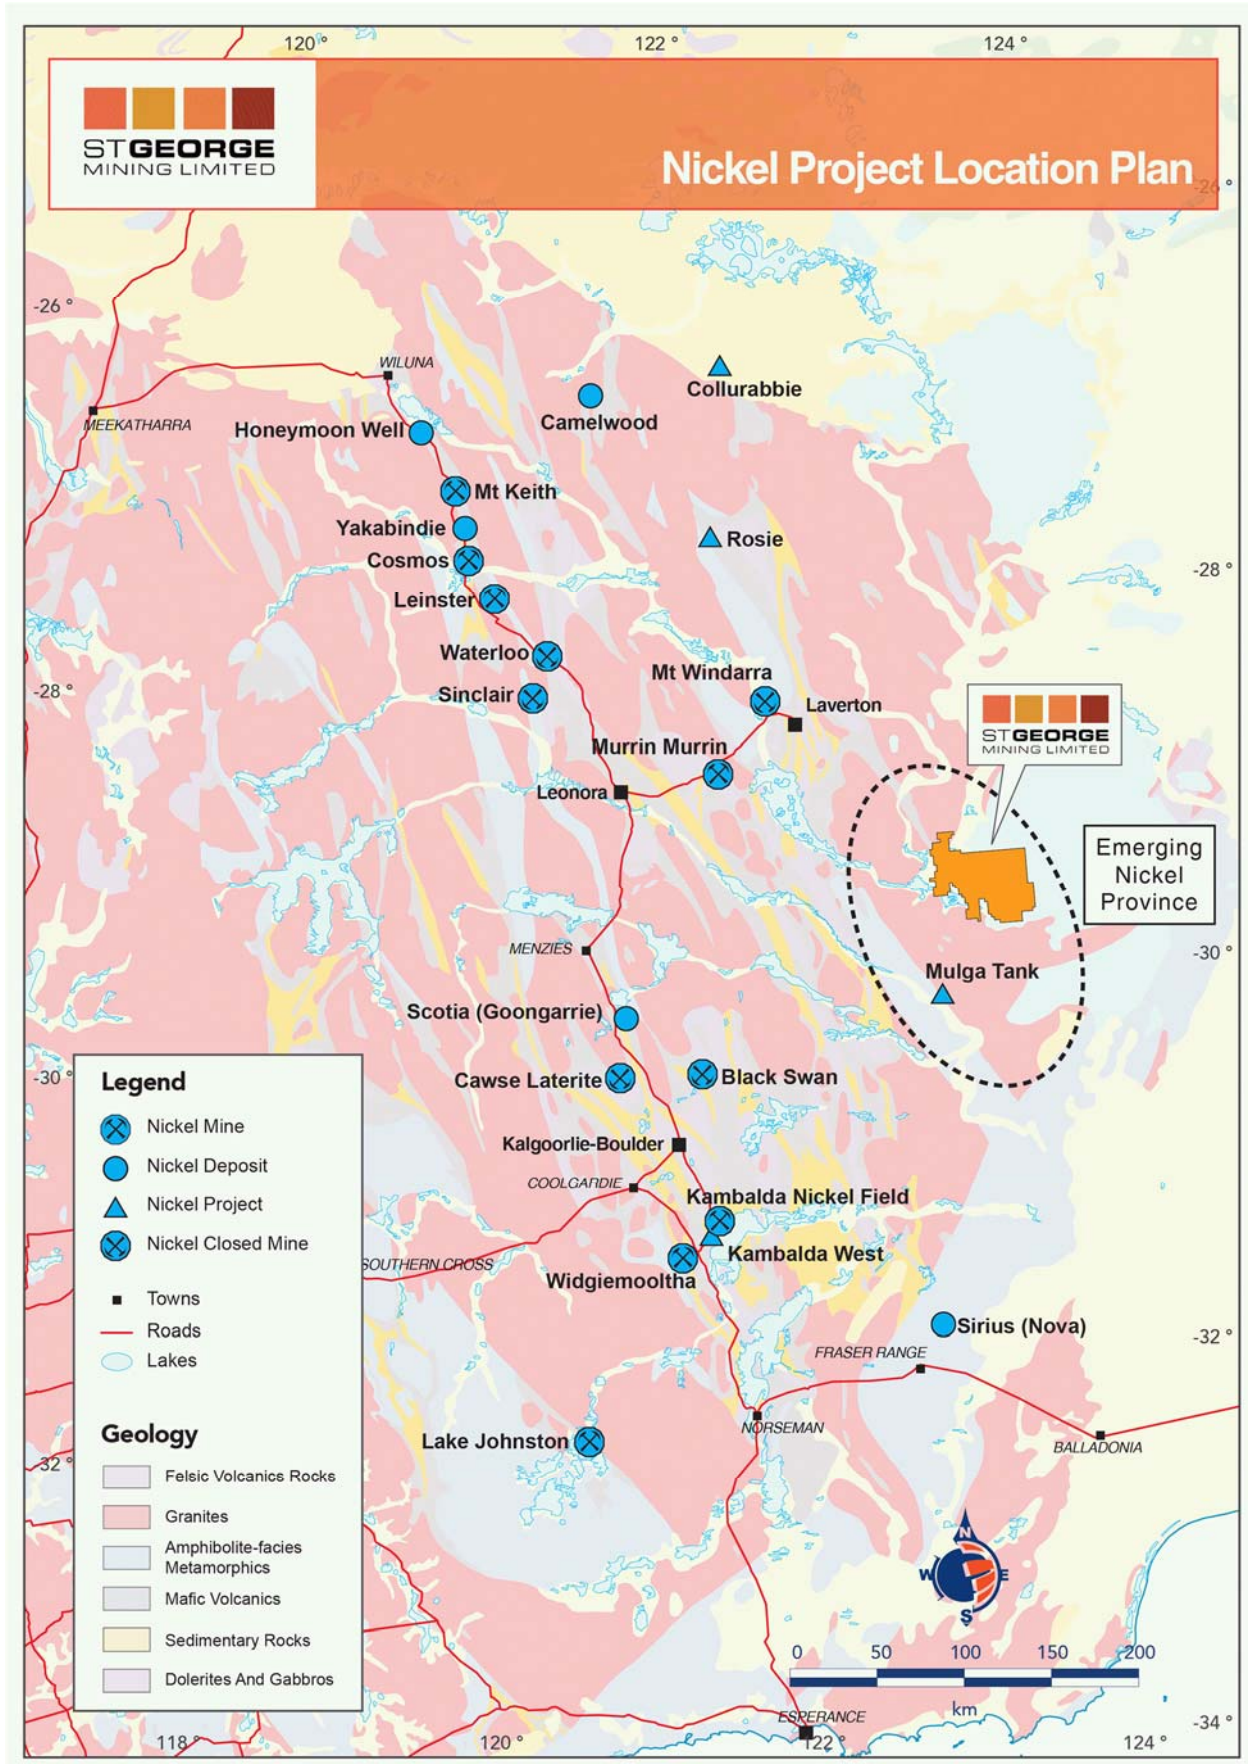 120 °
122 °
124 °
STGEORGE
MINING LIMITED
Nickel Project Location Plan
-26 °
-26 °
WILUNA
MEEKATHARRA
Collurabbie
Camelwood
Honeymoon Well
Mt Keith
Yakabindie
Rosie
Cosmos
-28 °
Leinster
Waterloo
Mt Windarra
-28 °
Sinclair
Laverton
STGEORGE
MINING LIMITED
Murrin Murrin
Leonora
Emerging
Nickel
Province
MENZIES
-30 °
Mulga Tank
Scotia (Goongarrie)
-30 °
Cawse Laterite
Black Swan
Kalgoorlie-Boulder
COOLGARDIE
Kambalda Nickel Field
Kambalda West
SOUTHERN CROSS
Widgiemooltha
Sirius (Nova)
-32 °
FRASER RANGE
NORSEMAN
BALLADONIA
Lake Johnston
-32 °
Legend
Nickel Mine
Nickel Deposit
Nickel Project
Nickel Closed Mine
Towns
Roads
Lakes
Geology
Felsic Volcanics Rocks
Granites
Amphibolite-facies
Metamorphics
Mafic Volcanics
Sedimentary Rocks
Dolerites And Gabbros
N
W E
S
0 50 100 150 200
km
ESPERANCE
-34 °
118 °
120 °
122 °
124 °